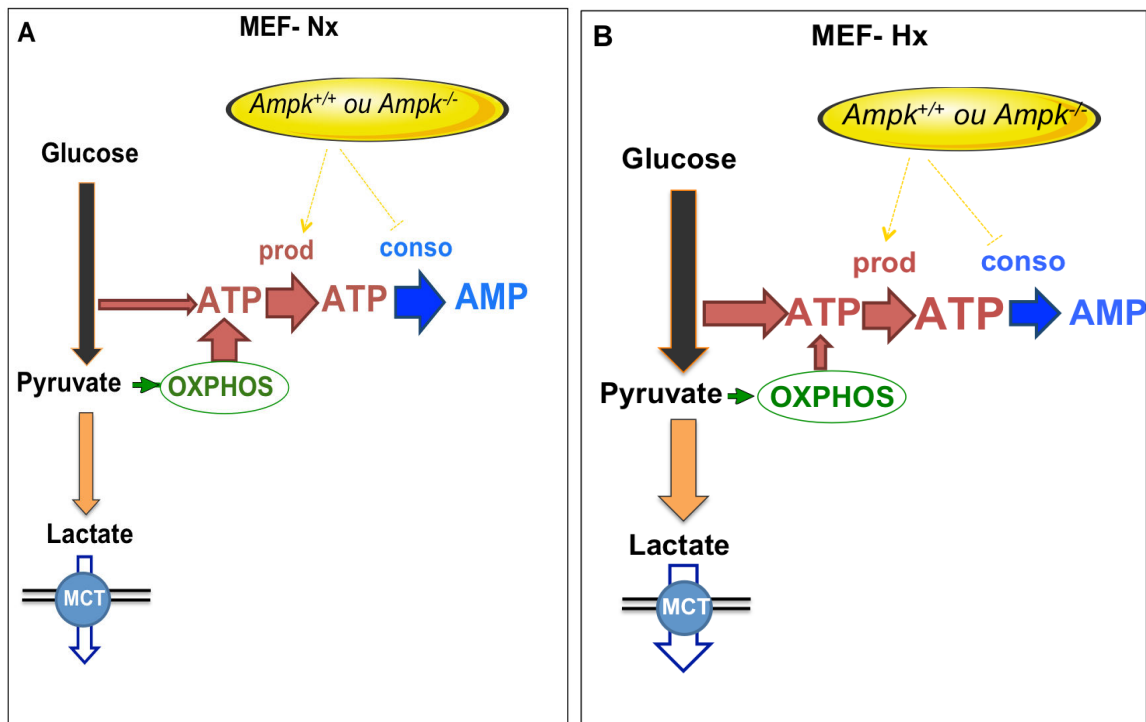 A
MEF- Nx
Ampk+/+ ou Ampk-/-
Glucose
prod
conso
ATP
ATP
AMP
Pyruvate
OXPHOS
Lactate
MCT
B
MEF- Hx
Ampk+/+ ou Ampk-/-
Glucose
prod
conso
ATP
ATP
AMP
Pyruvate
OXPHOS
Lactate
MCT